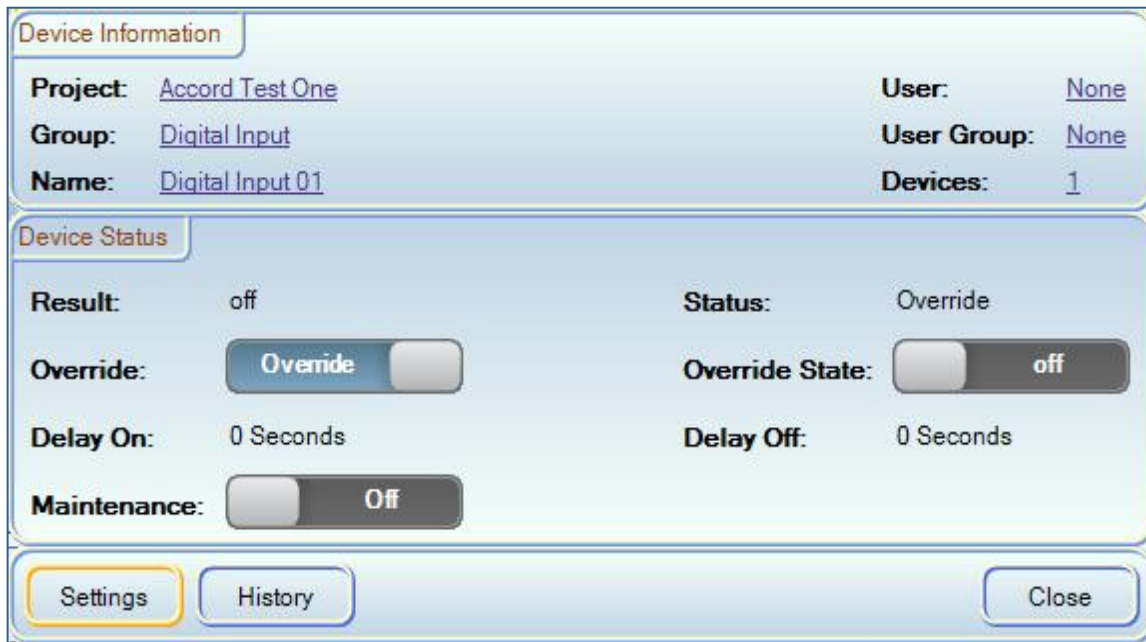 Device Information
Project: Accord Test One User: None
Group: Digital Input User Group: None
Name: Digital Input 01 Devices: 1
Device Status
Result: off Status: Override
Override: Override Override State: off
Delay On: 0 Seconds Delay Off: 0 Seconds
Maintenance: Off
Settings History Close